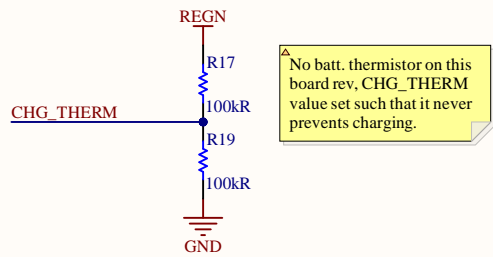 REGN
R17
100kR
CHG_THERM
R19
100kR
GND
No batt. thermistor on this
board rev, CHG_THERM
value set such that it never
prevents charging.